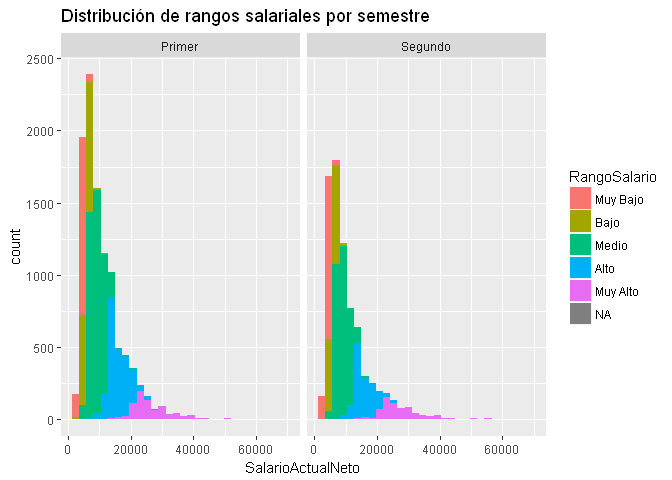 Distribución de rangos salariales por semestre
Primer
Segundo
2500
2000
1500
1000
500
0
count
0
20000
40000
60000
0
20000
40000
60000
SalarioActualNeto
RangoSalario
Muy Bajo
Bajo
Medio
Alto
Muy Alto
NA